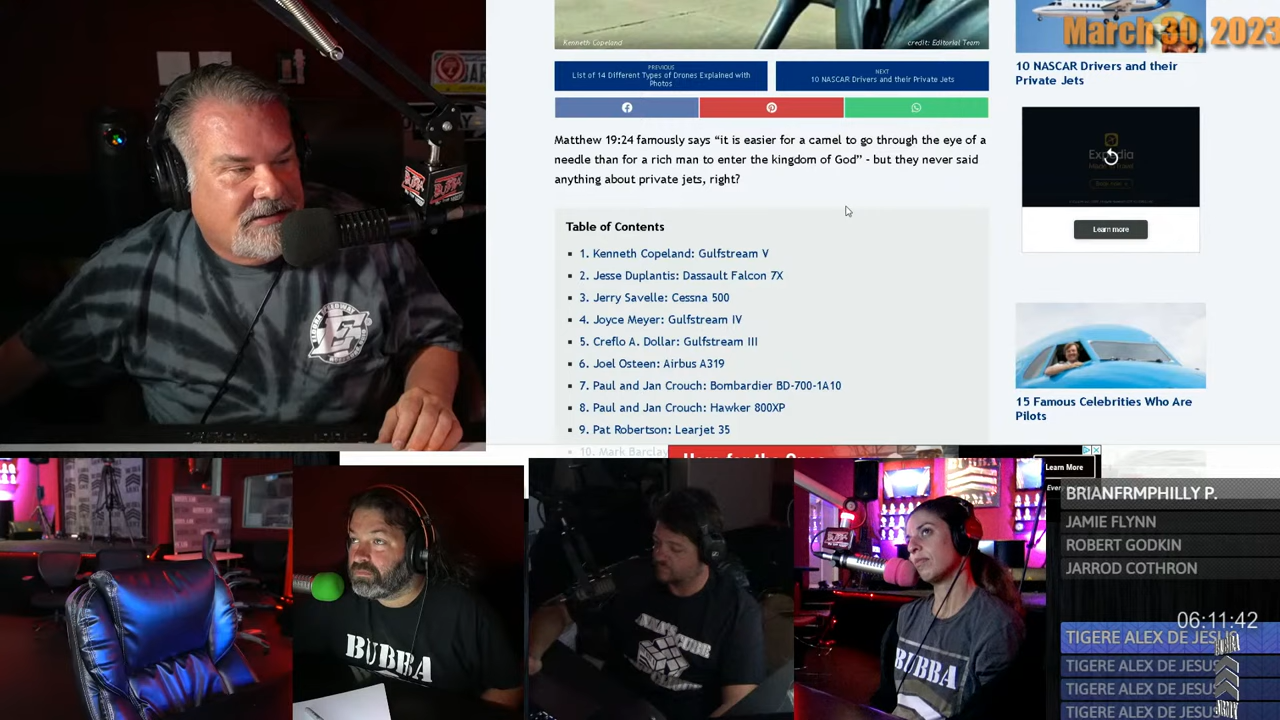 March 30, 2023
Kenneth Copeland
credit: Editorial Team
PREVIOUS
List of 14 Different Types of Drones Explained with
Photos
NEXT
10 NASCAR Drivers and their Private Jets
10 NASCAR Drivers and their
Private Jets
Matthew 19:24 famously says “it is easier for a camel to go through the eye of a
needle than for a rich man to enter the kingdom of God” - but they never said
anything about private jets, right?
Expedia
Learn more
Table of Contents
1. Kenneth Copeland: Gulfstream V
2. Jesse Duplantis: Dassault Falcon 7X
3. Jerry Savelle: Cessna 500
4. Joyce Meyer: Gulfstream IV
5. Creflo A. Dollar: Gulfstream III
6. Joel Osteen: Airbus A319
7. Paul and Jan Crouch: Bombardier BD-700-1A10
8. Paul and Jan Crouch: Hawker 800XP
9. Pat Robertson: Learjet 35
10. Mark Barclay
15 Famous Celebrities Who Are
Pilots
Learn More
BRIANFRMPHILLY P.
JAMIE FLYNN
ROBERT GODKIN
JARROD COTHRON
06:11:42
TIGERE ALEX DE JESUS
TIGERE ALEX DE JESUS
TIGERE ALEX DE JESUS
TIGERE ALEX DE JESUS
BUBBA
BUBBA